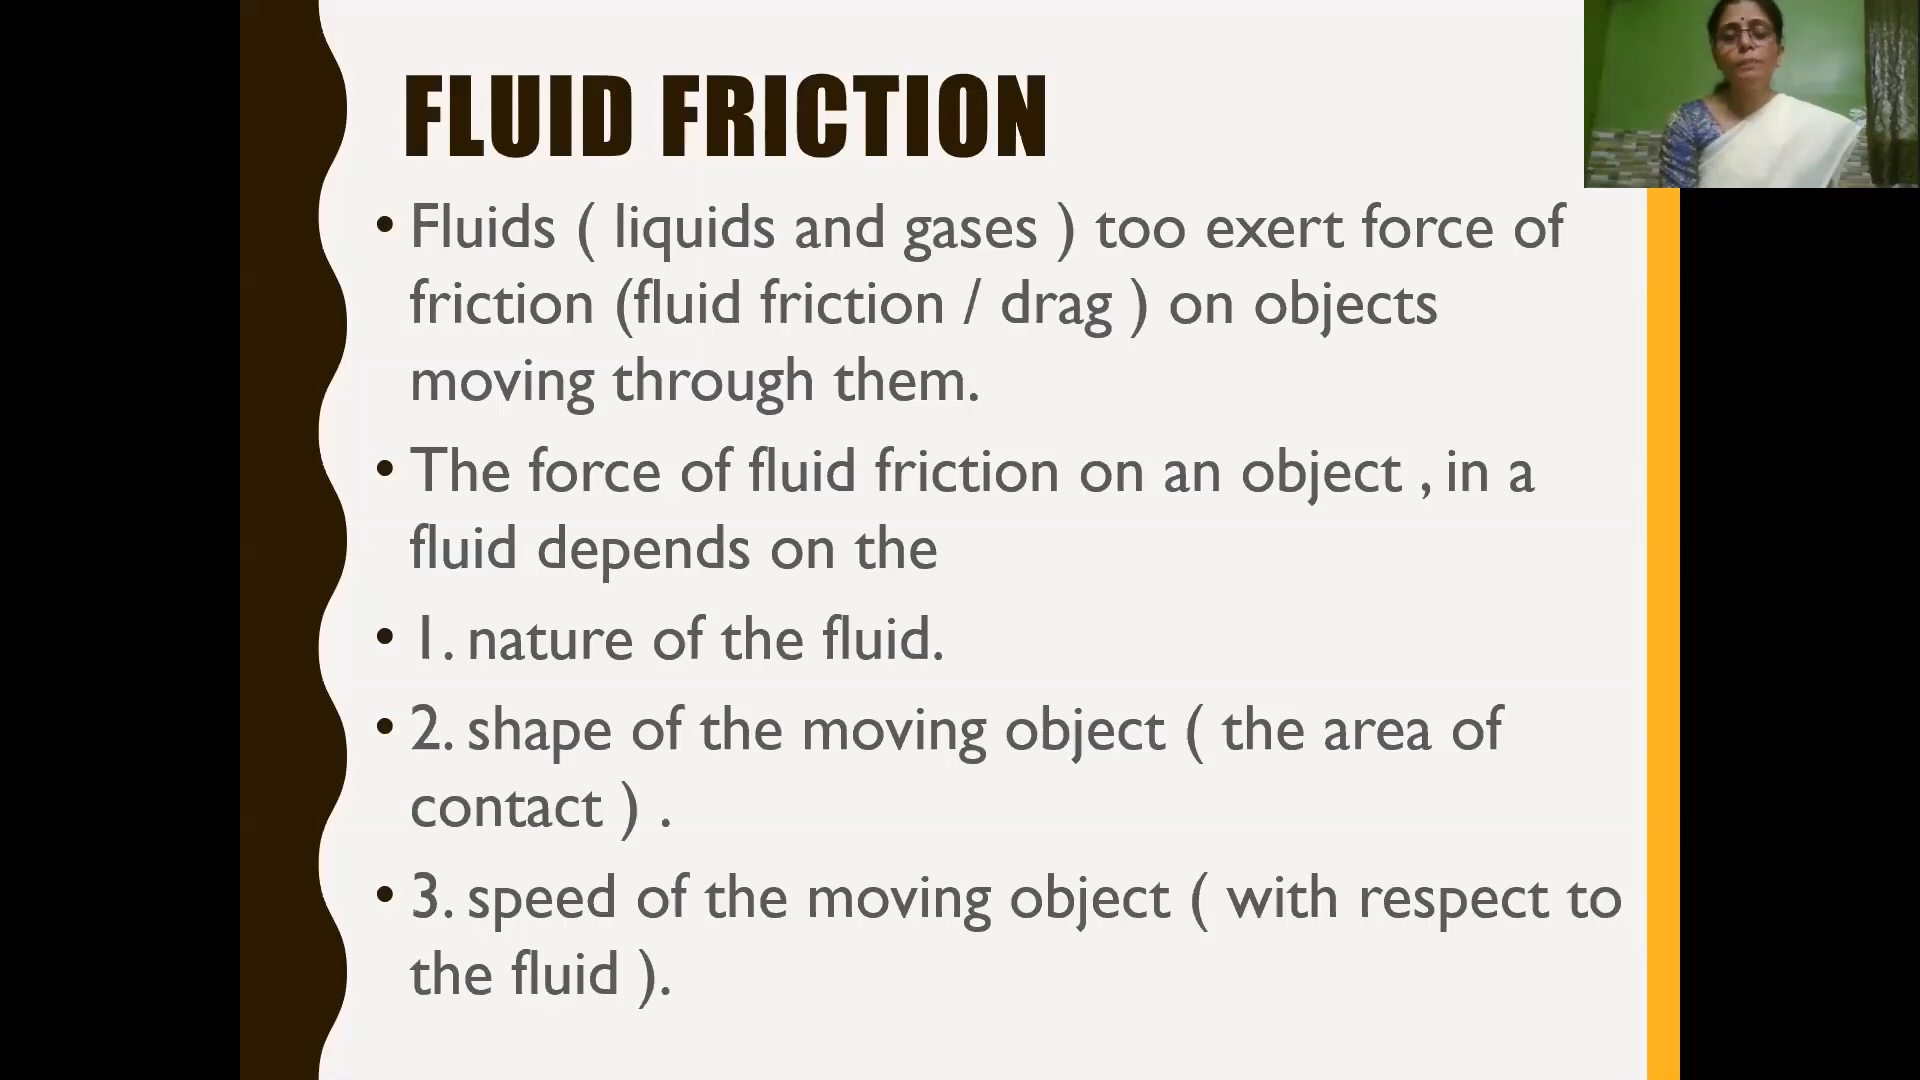 FLUID FRICTION
• Fluids ( liquids and gases ) too exert force of
friction (fluid friction / drag ) on objects
moving through them.
• The force of fluid friction on an object , in a
fluid depends on the
• 1. nature of the fluid.
• 2. shape of the moving object ( the area of
contact ) .
• 3. speed of the moving object ( with respect to
the fluid ).